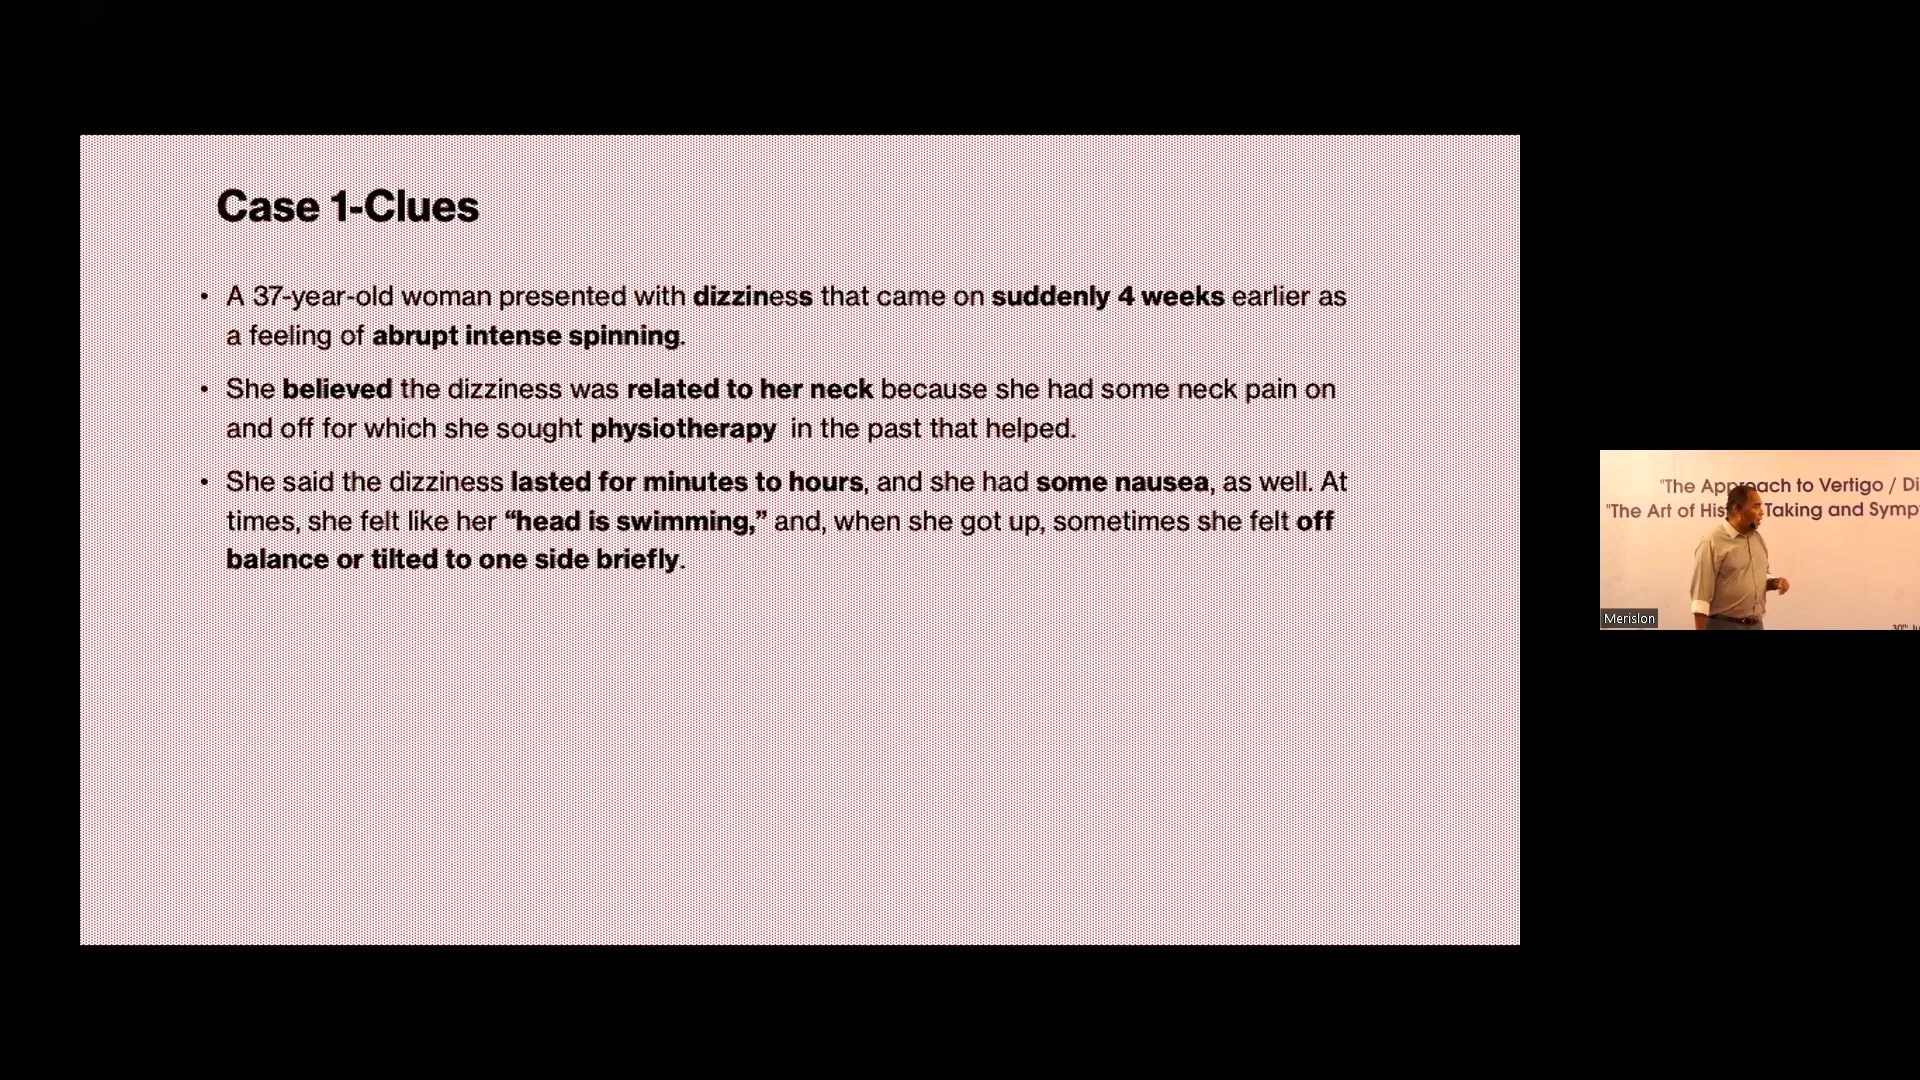 Case 1-Clues
• A 37-year-old woman presented with dizziness that came on suddenly 4 weeks earlier as
a feeling of abrupt intense spinning.
• She believed the dizziness was related to her neck because she had some neck pain on
and off for which she sought physiotherapy in the past that helped.
• She said the dizziness lasted for minutes to hours, and she had some nausea, as well. At
times, she felt like her “head is swimming,” and, when she got up, sometimes she felt off
balance or tilted to one side briefly.
"The Approach to Vertigo / Di
"The Art of His Taking and Symp
Merislon
30th Ju